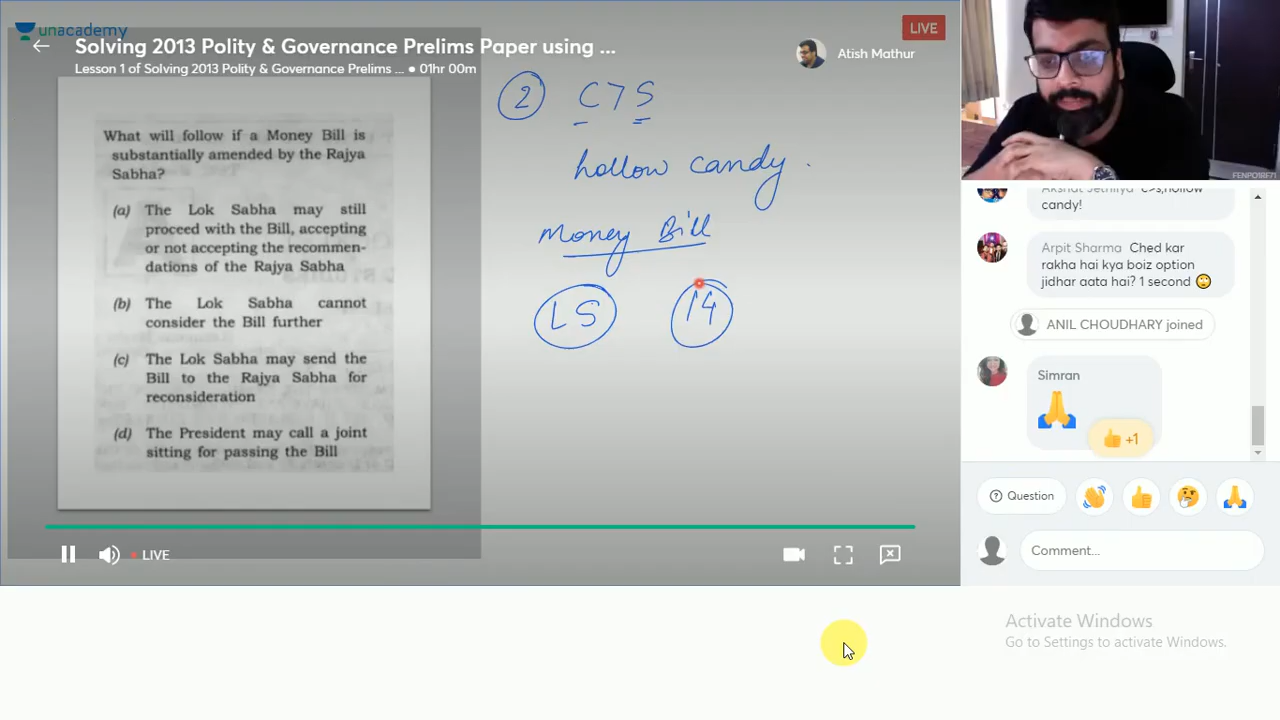 unacademy
Solving 2013 Polity & Governance Prelims Paper using ...
Lesson 1 of Solving 2013 Polity & Governance Prelims ... ● 01hr 00m
Atish Mathur
LIVE
What will follow if a Money Bill is
substantially amended by the Rajya
Sabha?
(a) The Lok Sabha may still
proceed with the Bill, accepting
or not accepting the recommen-
dations of the Rajya Sabha
(b) The Lok Sabha cannot
consider the Bill further
(c) The Lok Sabha may send the
Bill to the Rajya Sabha for
reconsideration
(d) The President may call a joint
sitting for passing the Bill
2 C>S
hollow candy.
Money Bill
LS 14
LIVE
FENPO1RF71
Akshat Jethliya c>s,hollow
candy!
Arpit Sharma Ched kar
rakha hai kya boiz option
jidhar aata hai? 1 second
ANIL CHOUDHARY joined
Simran
+1
Question
Comment...
Activate Windows
Go to Settings to activate Windows.